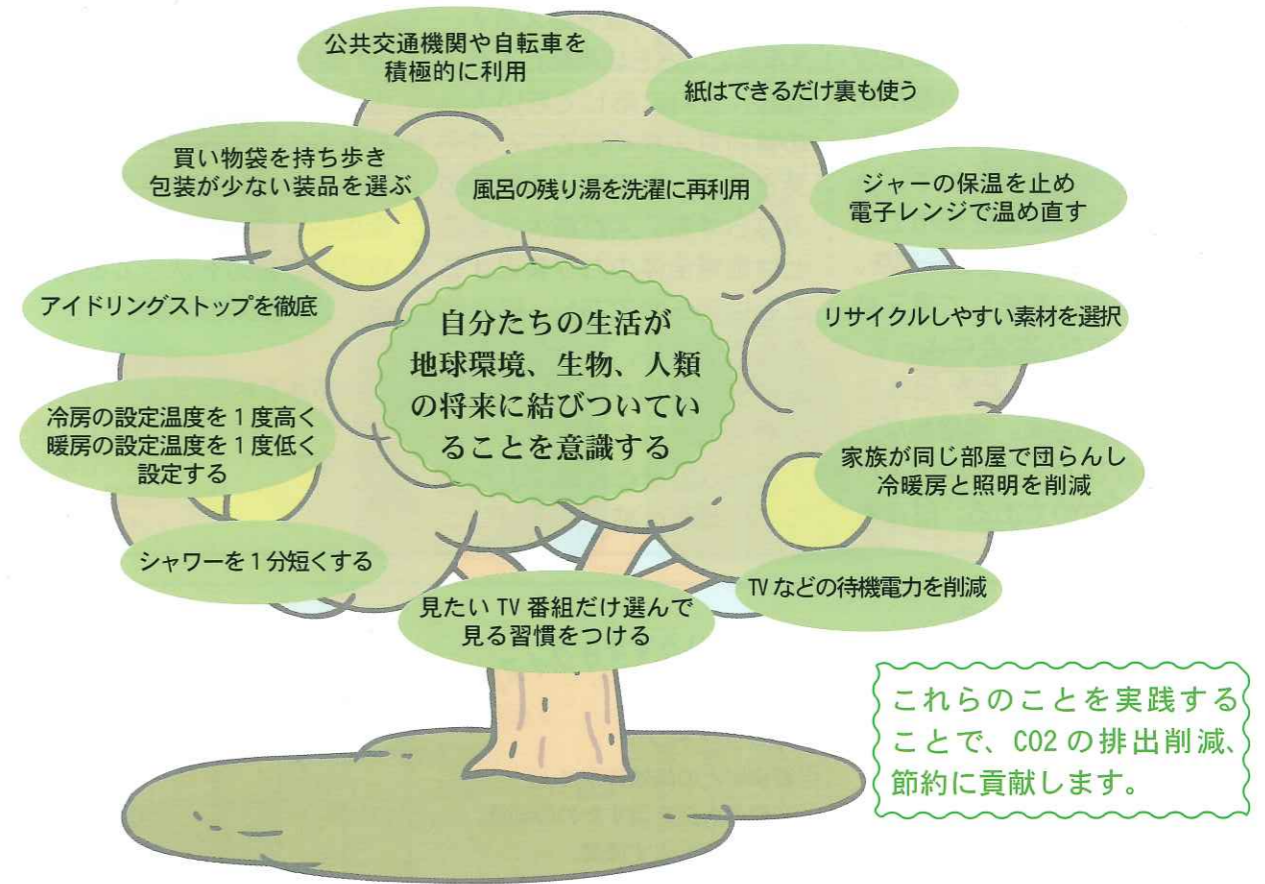 公共交通機関や自転車を
積極的に利用
紙はできるだけ裏も使う
買い物袋を持ち歩き
包装が少ない装品を選ぶ
風呂の残り湯を洗濯に再利用
ジャーの保温を止め
電子レンジで温め直す
アイドリングストップを徹底
自分たちの生活が
地球環境、生物、人類
の将来に結びついてい
ることを意識する
リサイクルしやすい素材を選択
冷房の設定温度を1度高く
暖房の設定温度を1度低く
設定する
家族が同じ部屋で団らんし
冷暖房と照明を削減
シャワーを1分短くする
TVなどの待機電力を削減
見たいTV番組だけ選んで
見る習慣をつける
これらのことを実践する
ことで、CO2の排出削減、
節約に貢献します。